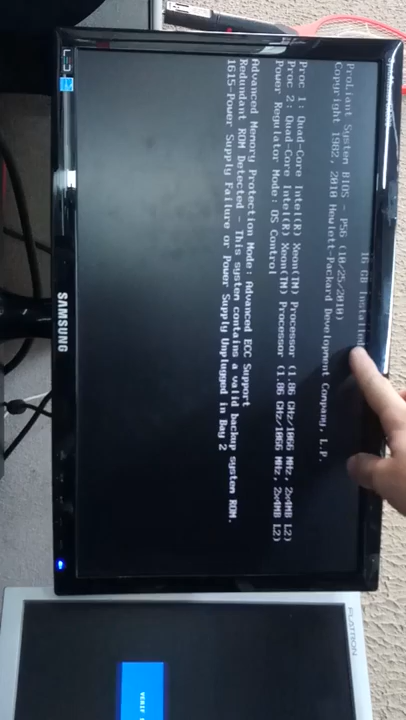 16 GB Installed
ProLiant System BIOS - P56 (10/25/2010)
Copyright 1982, 2010 Hewlett-Packard Development Company, L.P.
Proc 1: Quad-Core Intel(R) Xeon(TM) Processor (1.86 GHz/1066 MHz, 2x4MB L2)
Proc 2: Quad-Core Intel(R) Xeon(TM) Processor (1.86 GHz/1066 MHz, 2x4MB L2)
Power Regulator Mode: OS Control
Advanced Memory Protection Mode: Advanced ECC Support
Redundant ROM Detected - This system contains a valid backup system ROM.
1615-Power Supply Failure or Power Supply Unplugged in Bay 2
SAMSUNG
LED
FLATRON